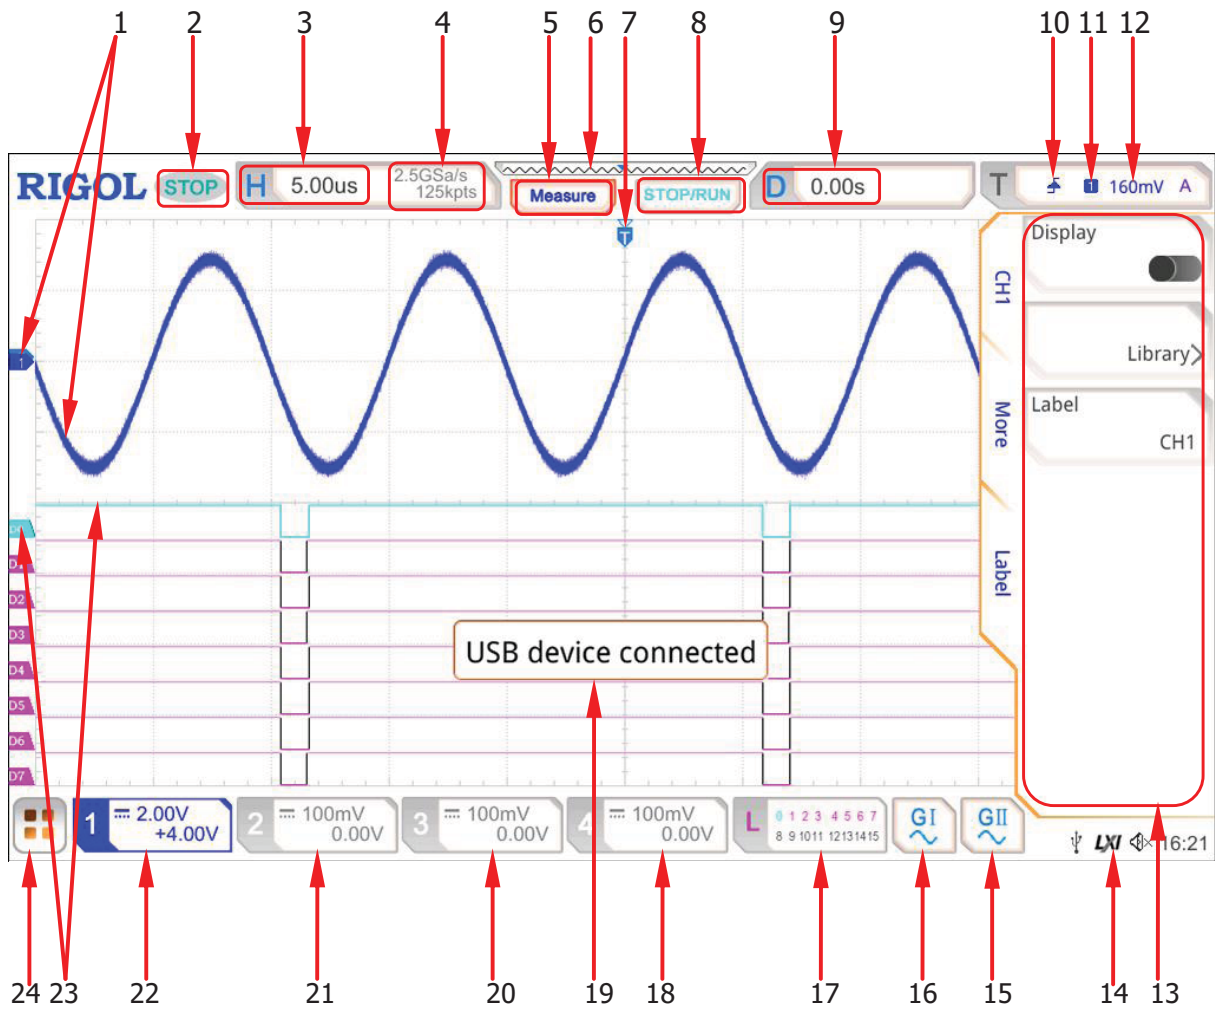 1 2 3 4 5 6 7 8 9 10 11 12
RIGOL STOP H 5.00us 2.5GSa/s
125kpts
Measure STOP/RUN D 0.00s T 1 160mV A
T
Display
CH1
1
Library>
More
Label
CH1
Label
D1
D2
D3
D4
D5
D6
D7
USB device connected
1 2.00V
+4.00V
2 100mV
0.00V
3 100mV
0.00V
4 100mV
0.00V
L 0 1 2 3 4 5 6 7
8 9 10 11 12 13 14 15
GI
GII
LXI 16:21
24 23 22 21 20 19 18 17 16 15 14 13